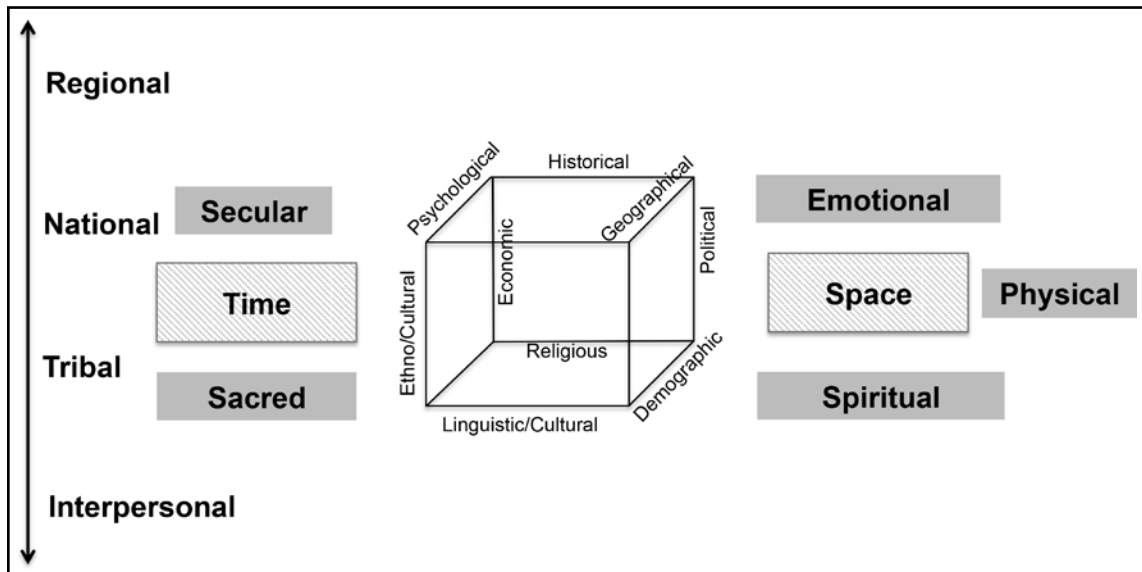 Regional
National
Tribal
Interpersonal
Secular
Time
Sacred
Psychological
Historical
Geographical
Political
Economic
Ethno/Cultural
Religious
Demographic
Linguistic/Cultural
Emotional
Space
Physical
Spiritual